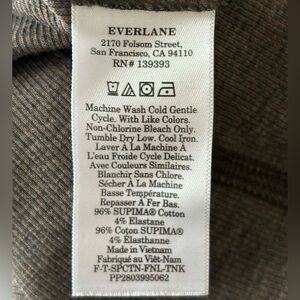 EVERLANE
2170 Folsom Street,
San Francisco, CA 94110
RN# 139393
Machine Wash Cold Gentle
Cycle. With Like Colors.
Non-Chlorine Bleach Only.
Tumble Dry Low. Cool Iron.
Laver À La Machine À
L'eau Froide Cycle Delicat.
Avec Couleurs Similaires.
Blanchir Sans Chlore.
Sécher À La Machine
Basse Température.
Repasser À Fer Bas.
96% SUPIMA® Cotton
4% Elastane
96% Coton SUPIMA®
4% Élasthanne
Made in Vietnam
Fabriqué au Viêt-Nam
F-T-SPCTN-FNL-TNK
PP2803995062